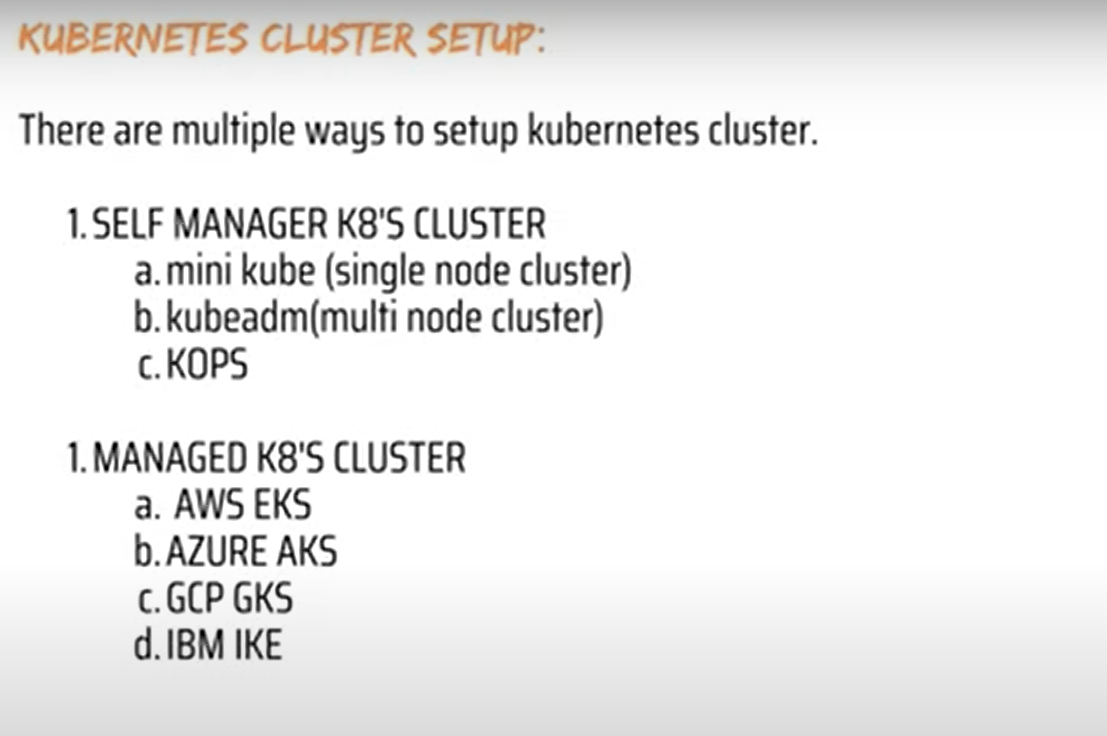 KUBERNETES CLUSTER SETUP:
There are multiple ways to setup kubernetes cluster.
1. SELF MANAGER K8'S CLUSTER
a. mini kube (single node cluster)
b. kubeadm(multi node cluster)
c. KOPS
1. MANAGED K8'S CLUSTER
a. AWS EKS
b. AZURE AKS
c. GCP GKS
d. IBM IKE